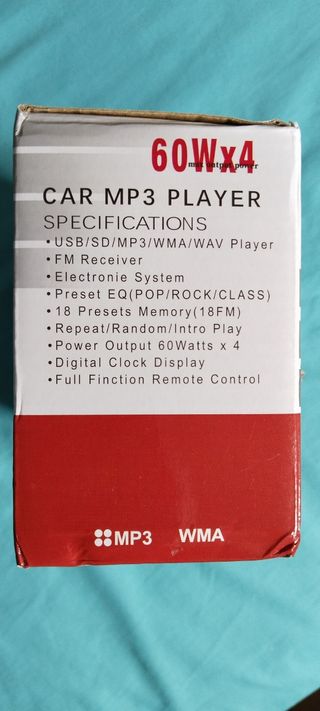 60Wx4
max output power
CAR MP3 PLAYER
SPECIFICATIONS
•USB/SD/MP3/WMA/WAV Player
•FM Receiver
•Electronie System
•Preset EQ(POP/ROCK/CLASS)
•18 Presets Memory(18FM)
•Repeat/Random/Intro Play
•Power Output 60Watts x 4
•Digital Clock Display
•Full Finction Remote Control
MP3 WMA